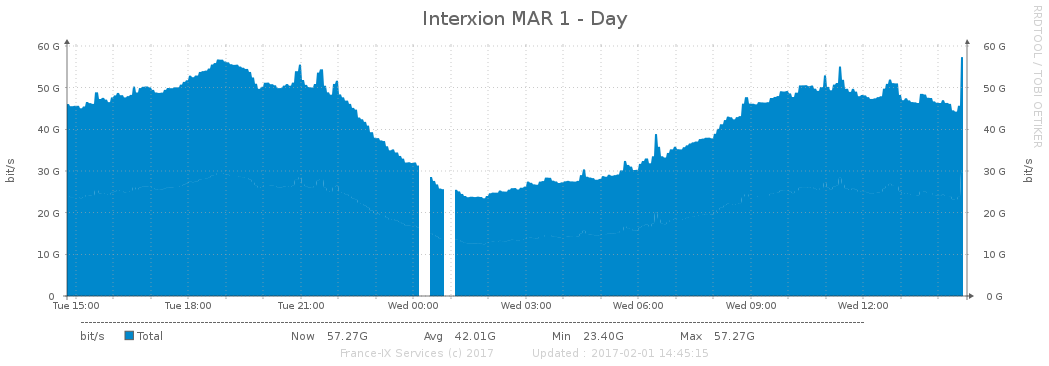 Interxion MAR 1 - Day
RRDTOOL / TOBI OETIKER
60 G 60 G
50 G 50 G
40 G 40 G
30 G 30 G
20 G 20 G
10 G 10 G
0 0 G
bit/s bit/s
Tue 15:00 Tue 18:00 Tue 21:00 Wed 00:00 Wed 03:00 Wed 06:00 Wed 09:00 Wed 12:00
bit/s Total Now 57.27G Avg 42.01G Min 23.40G Max 57.27G
France-IX Services (c) 2017 Updated : 2017-02-01 14:45:15